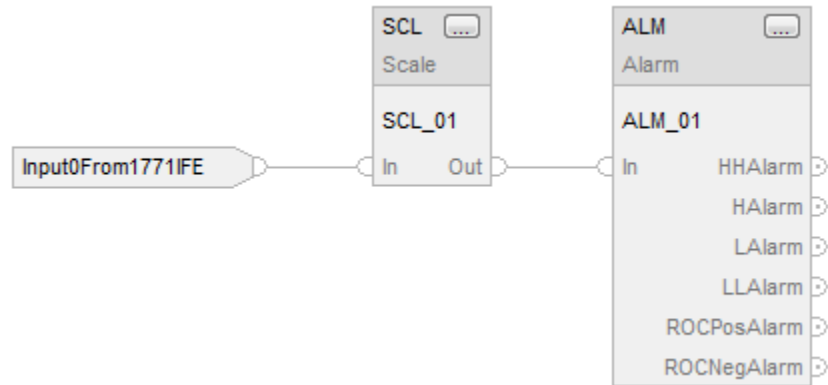 SCL ...
Scale
SCL_01
In Out
ALM ...
Alarm
ALM_01
In HHAlarm
HAlarm
LAlarm
LLAlarm
ROCPosAlarm
ROCNegAlarm
Input0From1771IFE